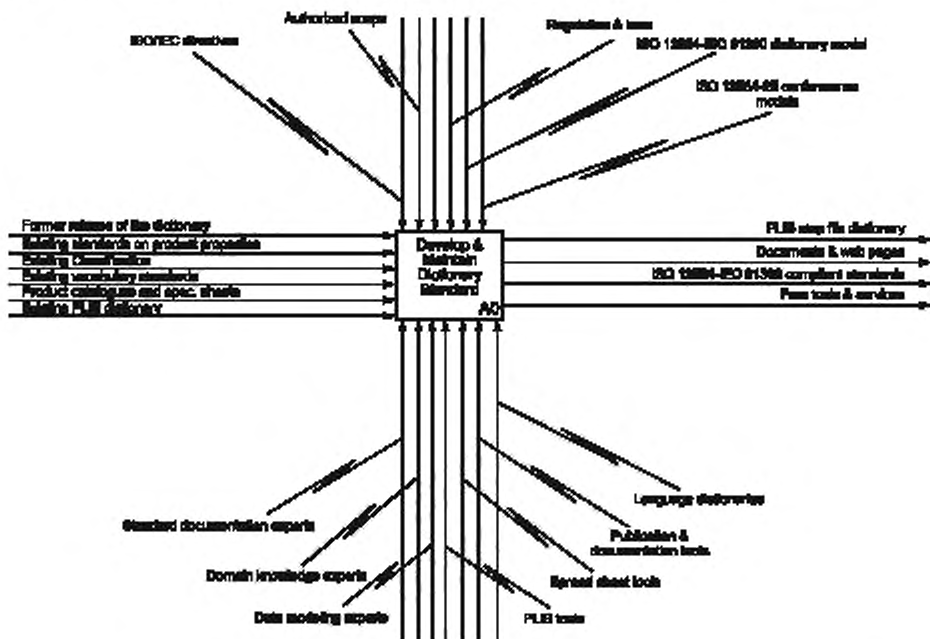 Authorized scope
ISO/IEC directives
Regulation & laws
ISO 13584-IEC 61360 dictionary model
ISO 13584-25 conformance
models
Former release of the dictionary
Existing standards on product properties
Existing Classification
Existing vocabulary standards
Product catalogues and spec. sheets
Existing PLIB dictionary
Develop &
Maintain
Dictionary
Standard
A0
PLIB step file dictionary
Documents & web pages
ISO 13584-IEC 61360 compliant standards
Free tools & services
Standard documentation experts
Domain knowledge experts
Data modeling experts
Language dictionaries
Publication &
documentation tools
Spread sheet tools
PLIB tools